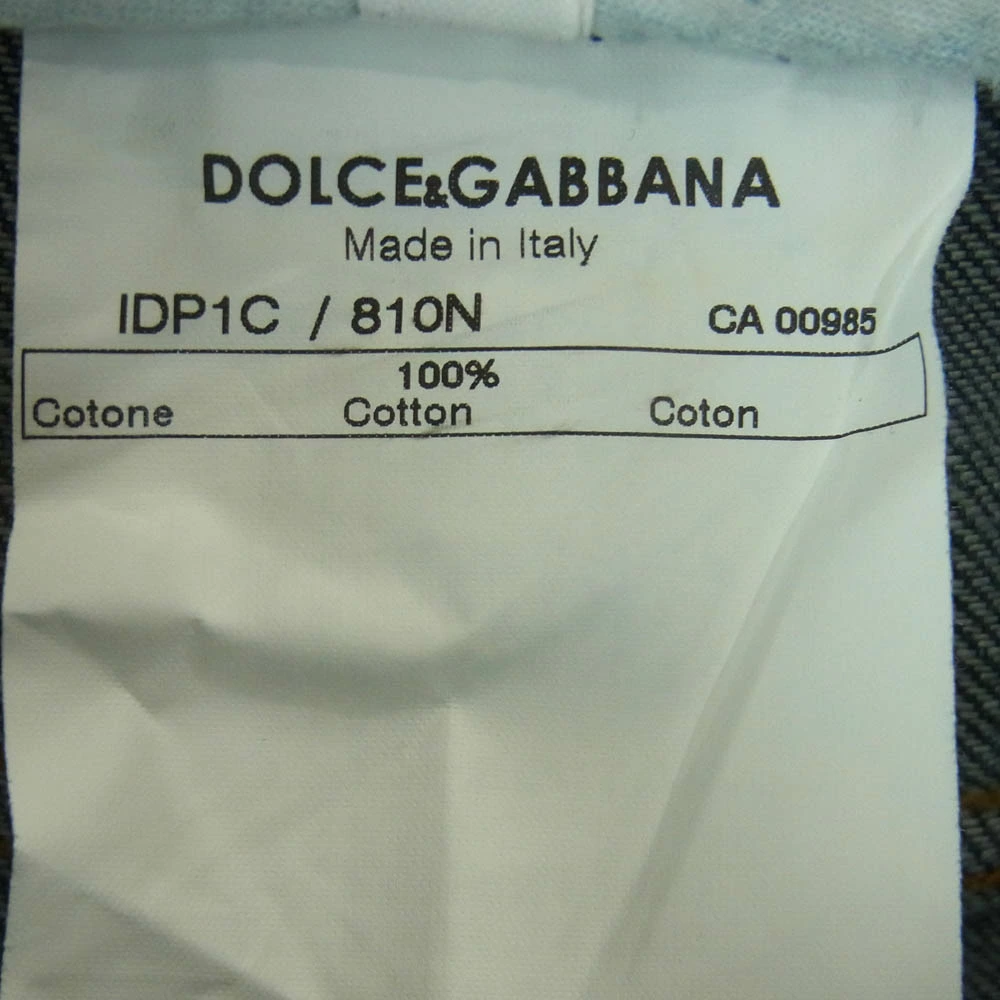 DOLCE&GABBANA
Made in Italy
IDP1C / 810N CA 00985
100%
Cotone Cotton Coton